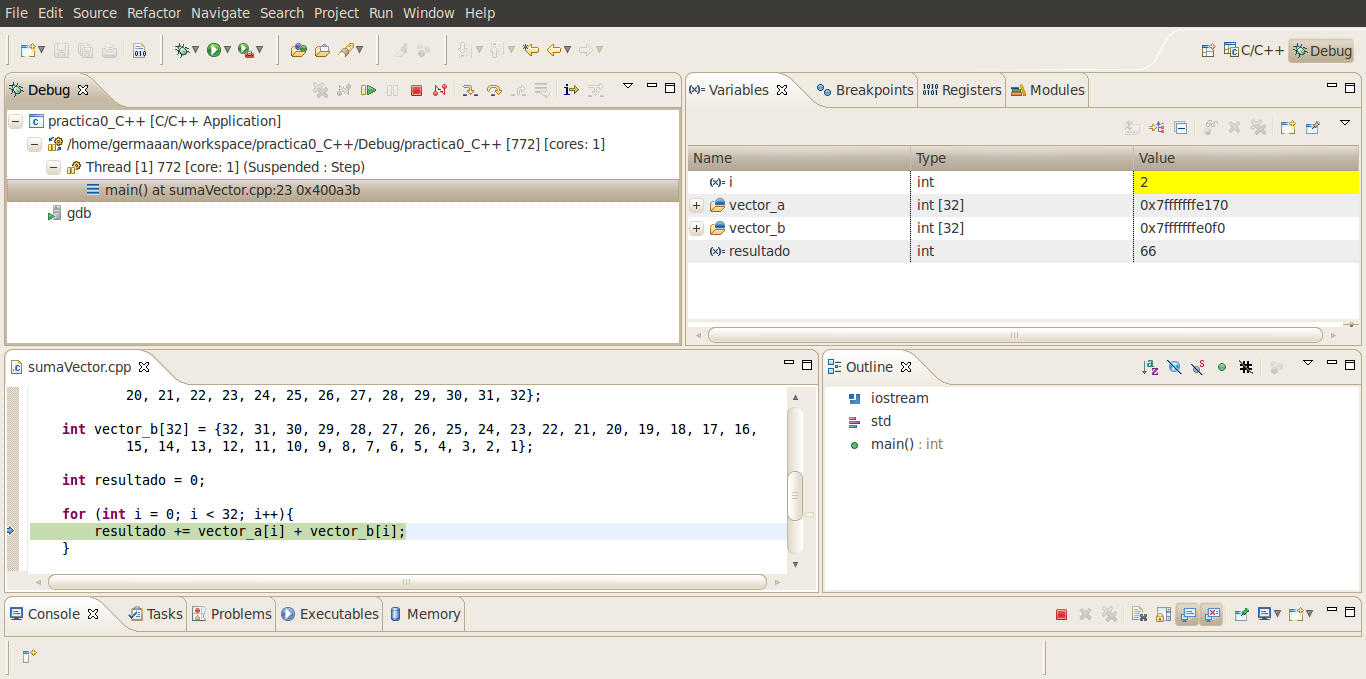 File Edit Source Refactor Navigate Search Project Run Window Help
C/C++ Debug
Debug
practica0_C++ [C/C++ Application]
/home/germaaan/workspace/practica0_C++/Debug/practica0_C++ [772] [cores: 1]
Thread [1] 772 [core: 1] (Suspended : Step)
main() at sumaVector.cpp:23 0x400a3b
gdb
(x)= Variables Breakpoints Registers Modules
Name Type Value
(x)= i int 2
vector_a int [32] 0x7fffffffe170
vector_b int [32] 0x7fffffffe0f0
(x)= resultado int 66
sumaVector.cpp
20, 21, 22, 23, 24, 25, 26, 27, 28, 29, 30, 31, 32};
int vector_b[32] = {32, 31, 30, 29, 28, 27, 26, 25, 24, 23, 22, 21, 20, 19, 18, 17, 16,
15, 14, 13, 12, 11, 10, 9, 8, 7, 6, 5, 4, 3, 2, 1};
int resultado = 0;
for (int i = 0; i < 32; i++){
resultado += vector_a[i] + vector_b[i];
}
Outline
iostream
std
main() : int
Console Tasks Problems Executables Memory